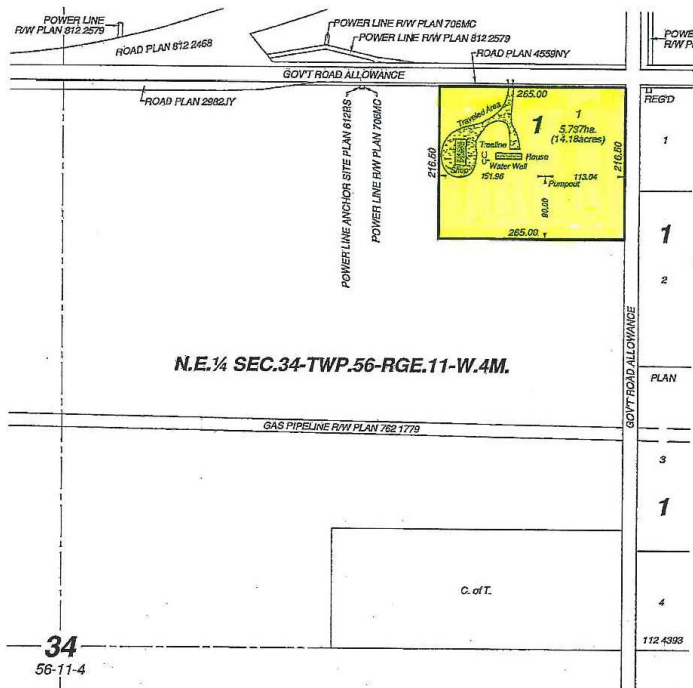 POWER LINE
R/W PLAN 812 2579
ROAD PLAN 812 2468
POWER LINE R/W PLAN 706MC
POWER LINE R/W PLAN 812 2579
ROAD PLAN 4559NY
GOV'T ROAD ALLOWANCE
ROAD PLAN 2982JY
POWER LINE ANCHOR SITE PLAN 612RS
POWER LINE R/W PLAN 706MC
265.00
Traveled Area
1
1
5.737ha.
(14.18acres)
216.50
Treeline
House
Water Well
Shop
151.96
113.04
216.50
Pumpout
80.00
265.00
REG'D
1
1
2
GOV'T ROAD ALLOWANCE
N.E.¼ SEC.34-TWP.56-RGE.11-W.4M.
PLAN
GAS PIPELINE R/W PLAN 762 1779
3
1
C. of T.
4
112 4393
34
56-11-4